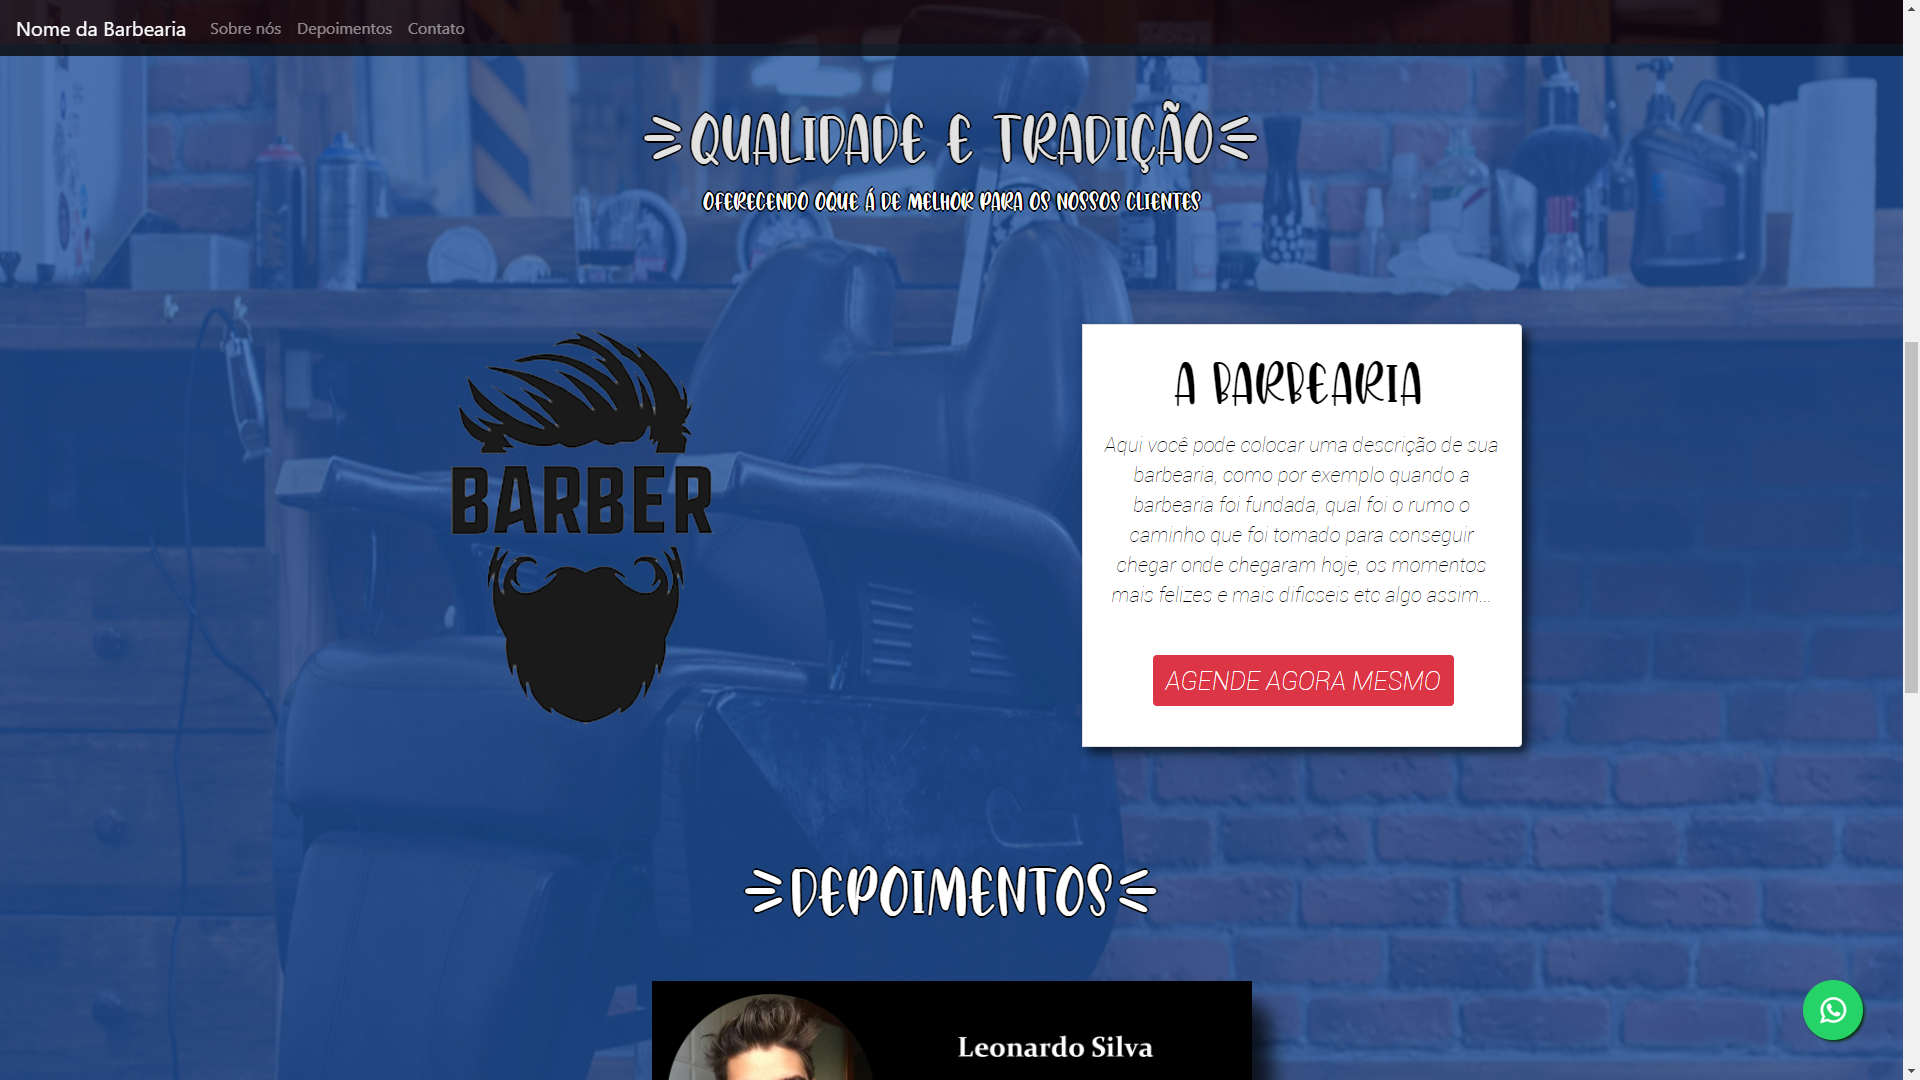 Nome da Barbearia Sobre nós Depoimentos Contato
QUALIDADE E TRADIÇÃO
OFERECENDO OQUE Á DE MELHOR PARA OS NOSSOS CLIENTES
BARBER
A BARBEARIA
Aqui você pode colocar uma descrição de sua
barbearia, como por exemplo quando a
barbearia foi fundada, qual foi o rumo o
caminho que foi tomado para conseguir
chegar onde chegaram hoje, os momentos
mais felizes e mais dificseis etc algo assim...
AGENDE AGORA MESMO
DEPOIMENTOS
Leonardo Silva